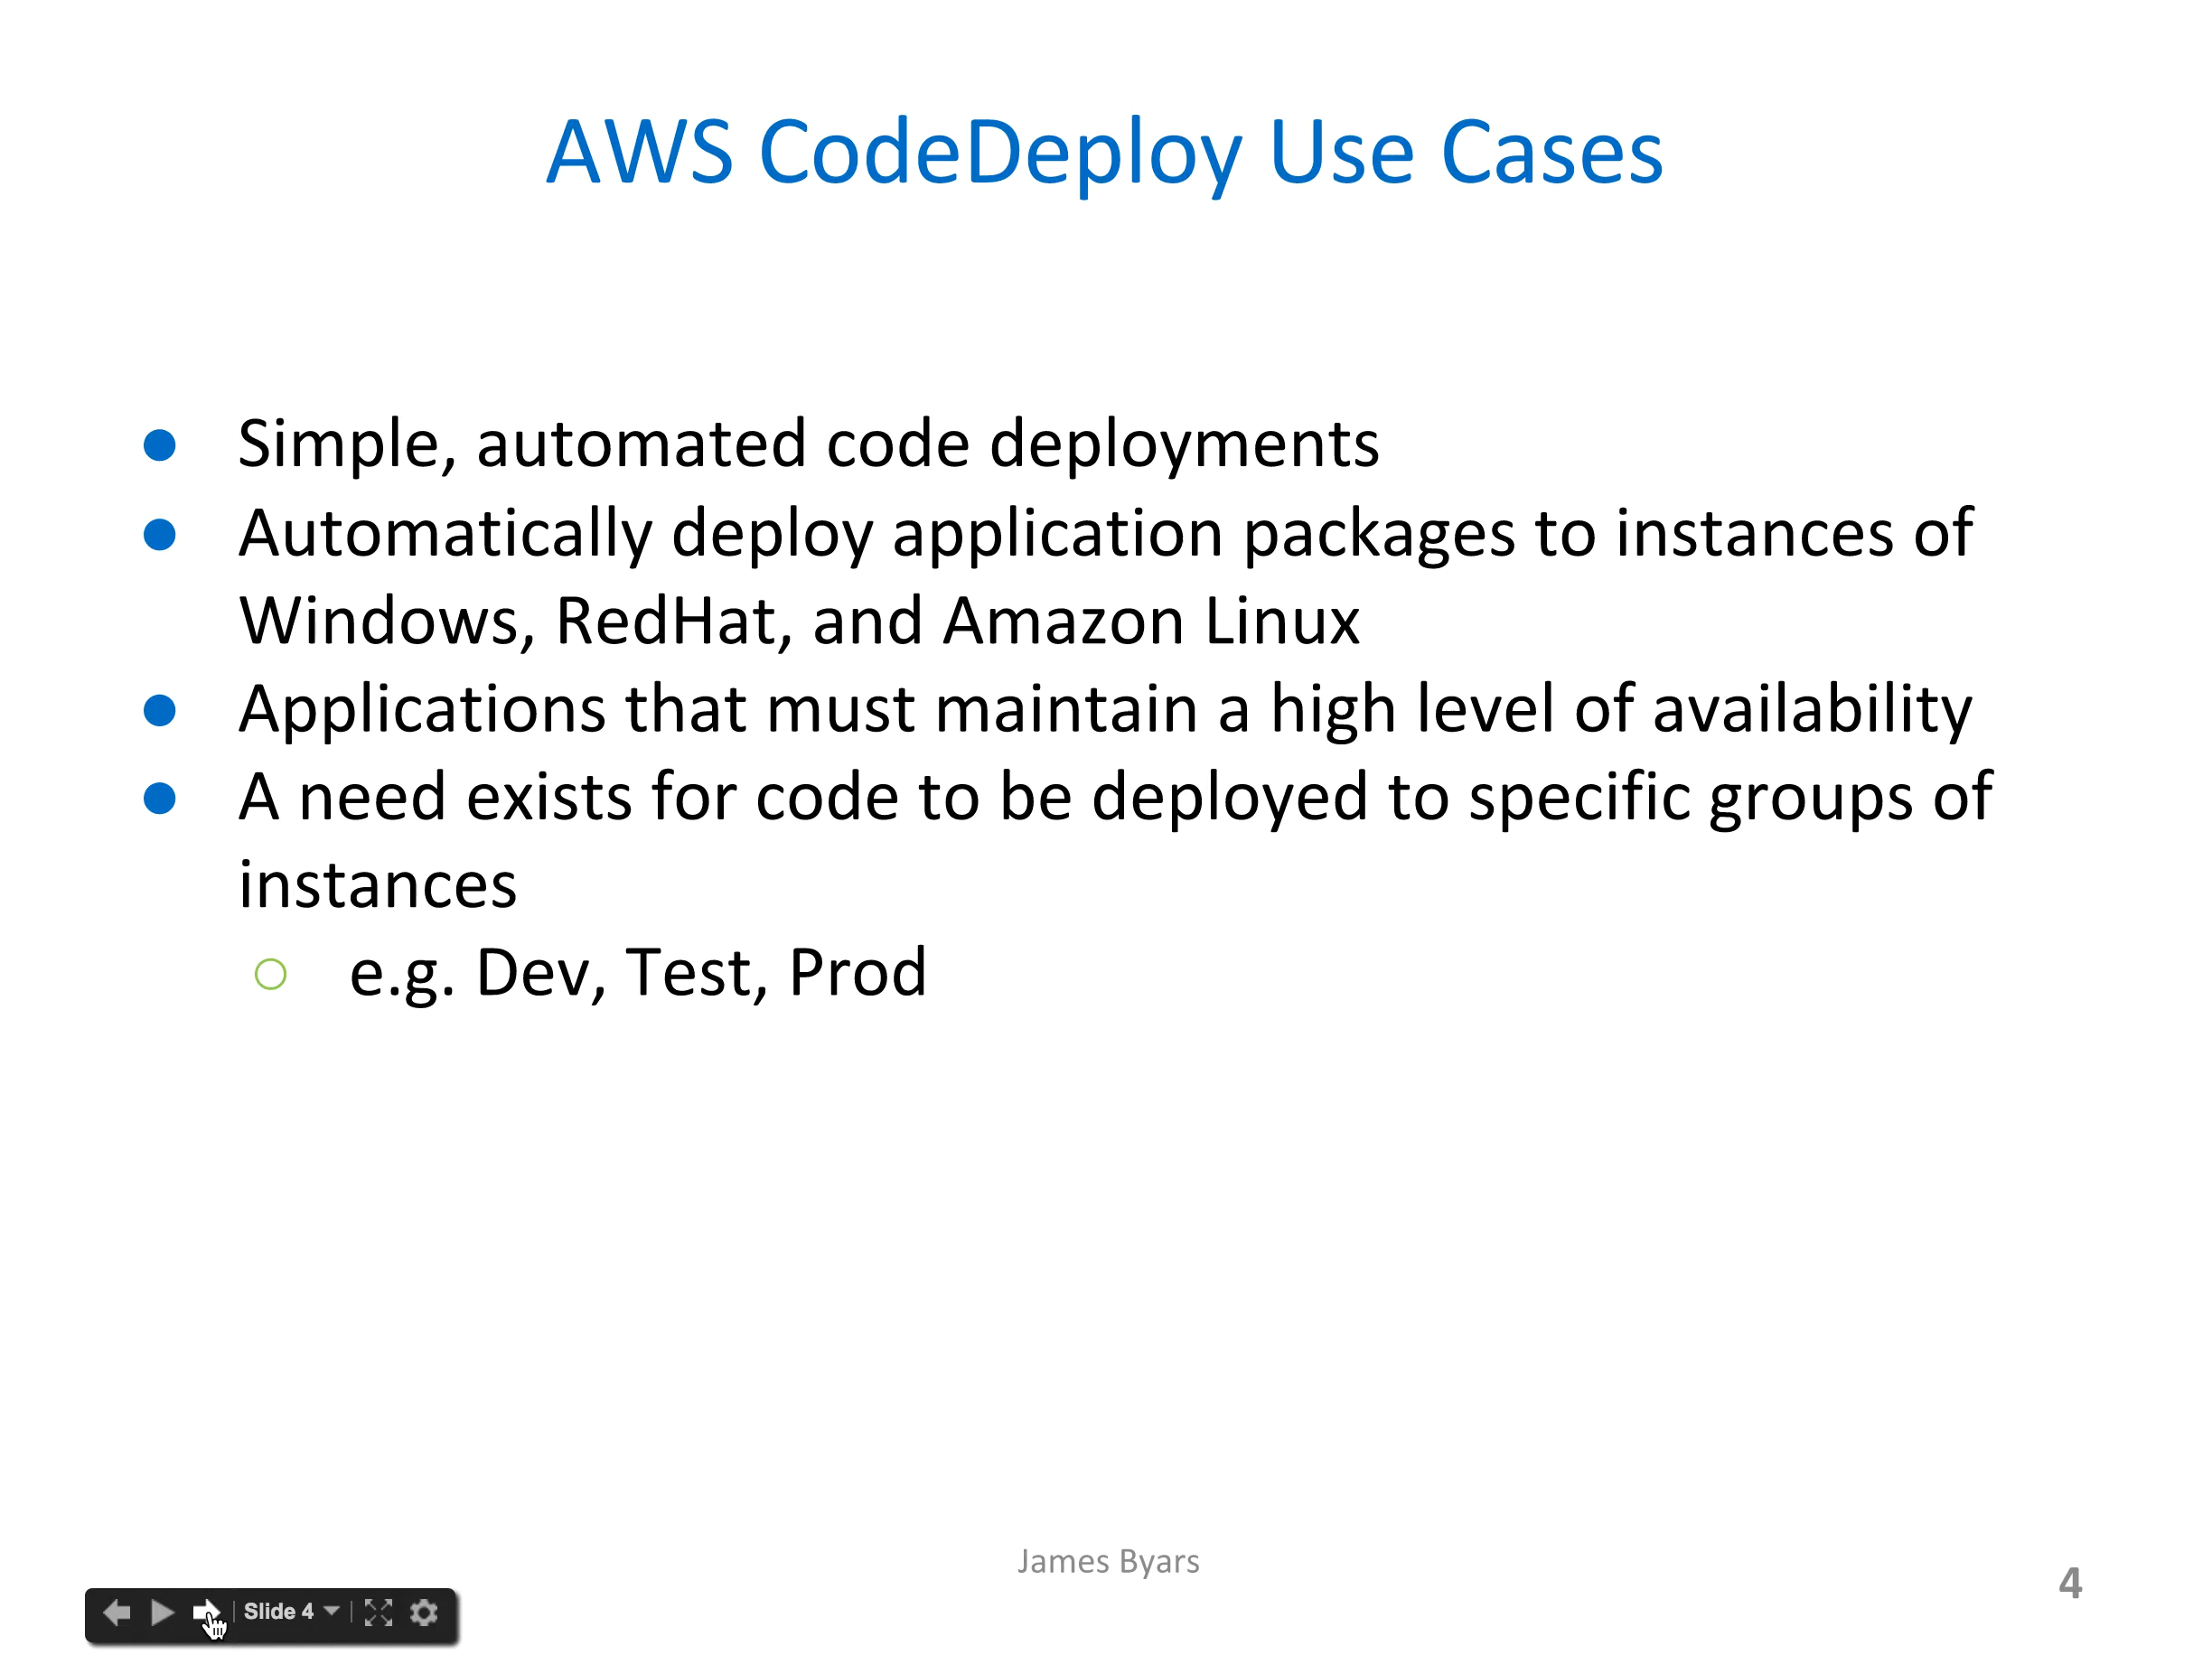 AWS CodeDeploy Use Cases
● Simple, automated code deployments
● Automatically deploy application packages to instances of
Windows, RedHat, and Amazon Linux
● Applications that must maintain a high level of availability
● A need exists for code to be deployed to specific groups of
instances
○ e.g. Dev, Test, Prod
James Byars
4
Slide 4